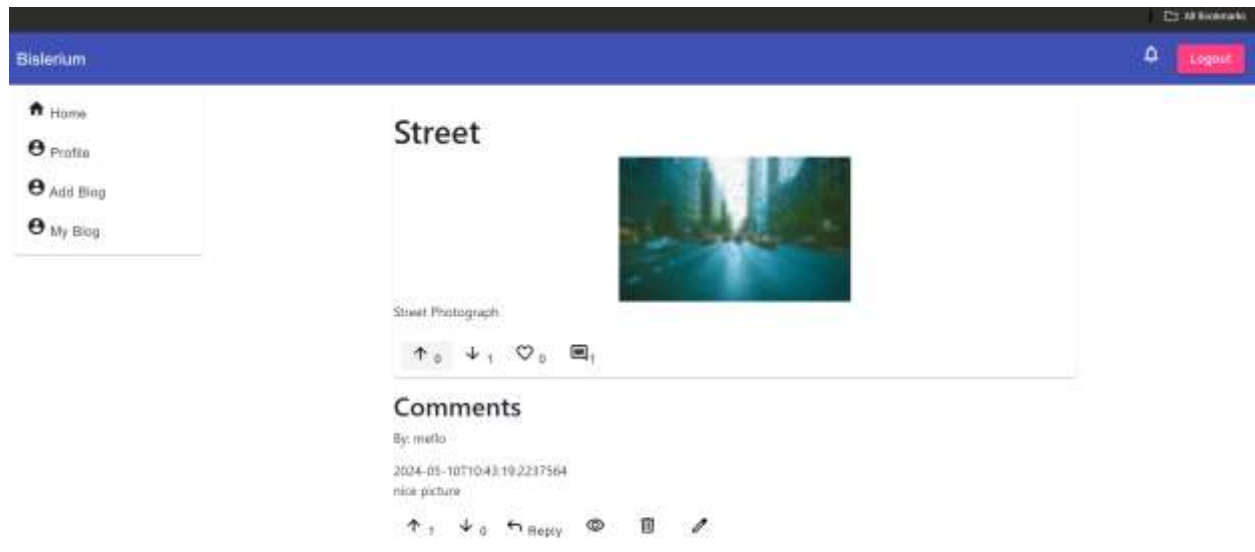 All Bookmarks
Bislerium
Logout
Home
Profile
Add Blog
My Blog
Street
Street Photograph
0 1 0 1
Comments
By: mello
2024-05-10T10:43:19.2237564
nice picture
1 0 Reply